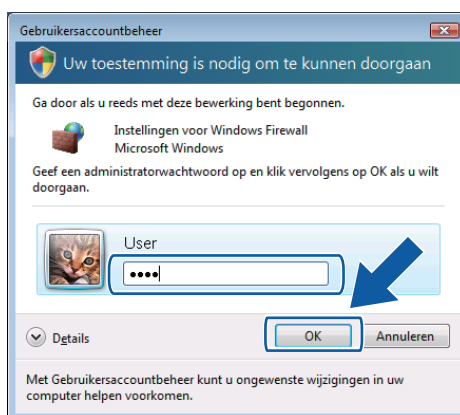 Gebruikersaccountbeheer
Uw toestemming is nodig om te kunnen doorgaan
Ga door als u reeds met deze bewerking bent begonnen.
Instellingen voor Windows Firewall
Microsoft Windows
Geef een administratorwachtwoord op en klik vervolgens op OK als u wilt
doorgaan.
User
••••
Details
OK
Annuleren
Met Gebruikersaccountbeheer kunt u ongewenste wijzigingen in uw
computer helpen voorkomen.